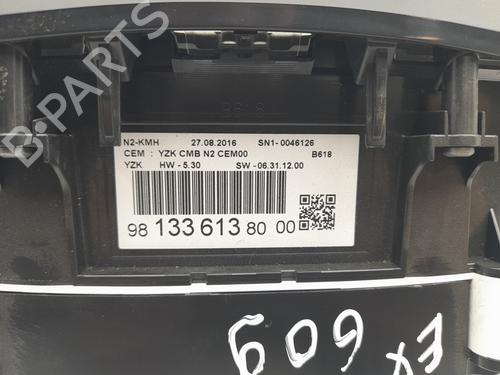 N2-KMH 27.08.2016 SN1- 0046126
CEM : YZK CMB N2 CEM00 B618
YZK HW - 5.30 SW - 06.31.12.00
98 133 613 80 00
EX 609